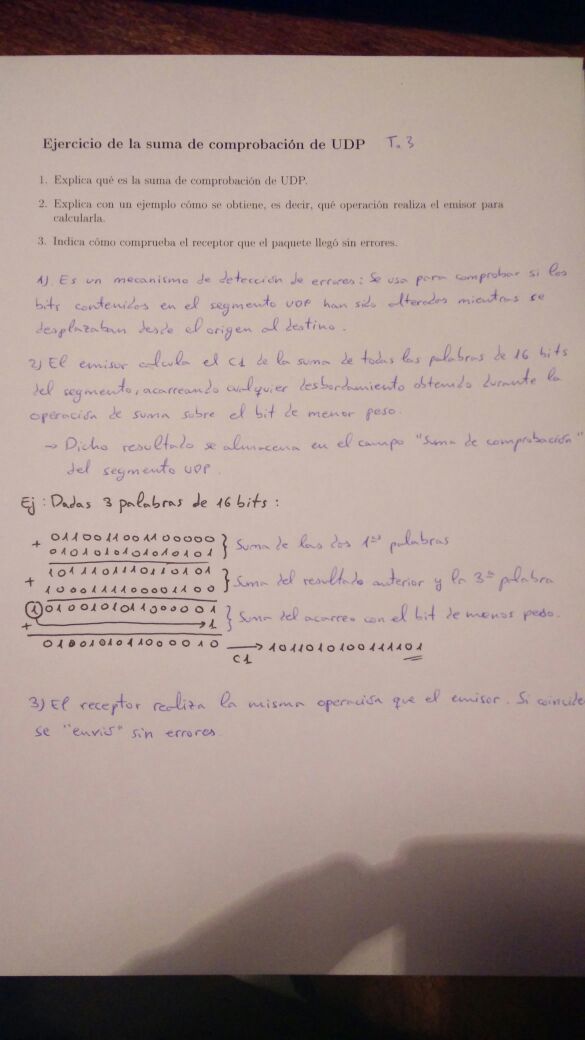 Ejercicio de la suma de comprobación de UDP T. 3
1. Explica qué es la suma de comprobación de UDP.
2. Explica con un ejemplo cómo se obtiene, es decir, qué operación realiza el emisor para
calcularla.
3. Indica cómo comprueba el receptor que el paquete llegó sin errores.
1). Es un mecanismo de detección de errores: Se usa para comprobar si los
bits contenidos en el segmento UDP han sido alterados mientras se
desplazaban desde el origen al destino.
2) El emisor calcula el C1 de la suma de todas las palabras de 16 bits
del segmento, acarreando cualquier desbordamiento obtenido durante la
operación de suma sobre el bit de menor peso.
→ Dicho resultado se almacena en el campo "Suma de comprobación"
del segmento UDP.
Ej: Dadas 3 palabras de 16 bits:
+ 0110011001100000
0101010101010101 } Suma de las dos 1ªˢ palabras
1011101110110101
+ 1000111100001100 } Suma del resultado anterior y la 3ª palabra
1 0100101011000001
+ 1 } Suma del acarreo con el bit de menos peso.
0100101011000010 → C1 1011010100111101
3) El receptor realiza la misma operación que el emisor. Si coincide
se "envió" sin errores.